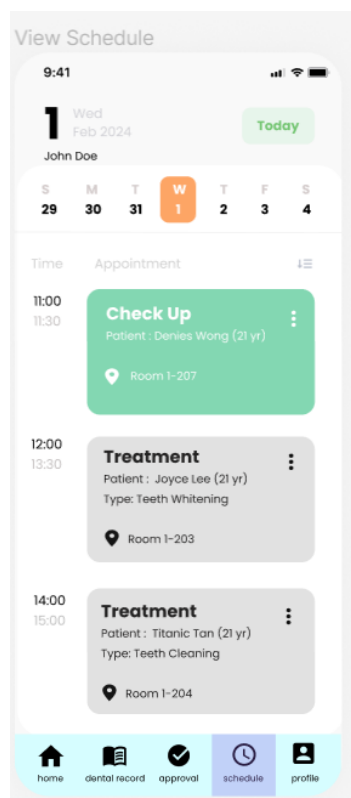 View Schedule
9:41
1 Wed
Feb 2024
Today
John Doe
S M T W T F S
29 30 31 1 2 3 4
Time Appointment
11:00
11:30
Check Up
Patient : Denies Wong (21 yr)
Room 1-207
12:00
13:30
Treatment
Patient : Joyce Lee (21 yr)
Type: Teeth Whitening
Room 1-203
14:00
15:00
Treatment
Patient : Titanic Tan (21 yr)
Type: Teeth Cleaning
Room 1-204
home dental record approval schedule profile